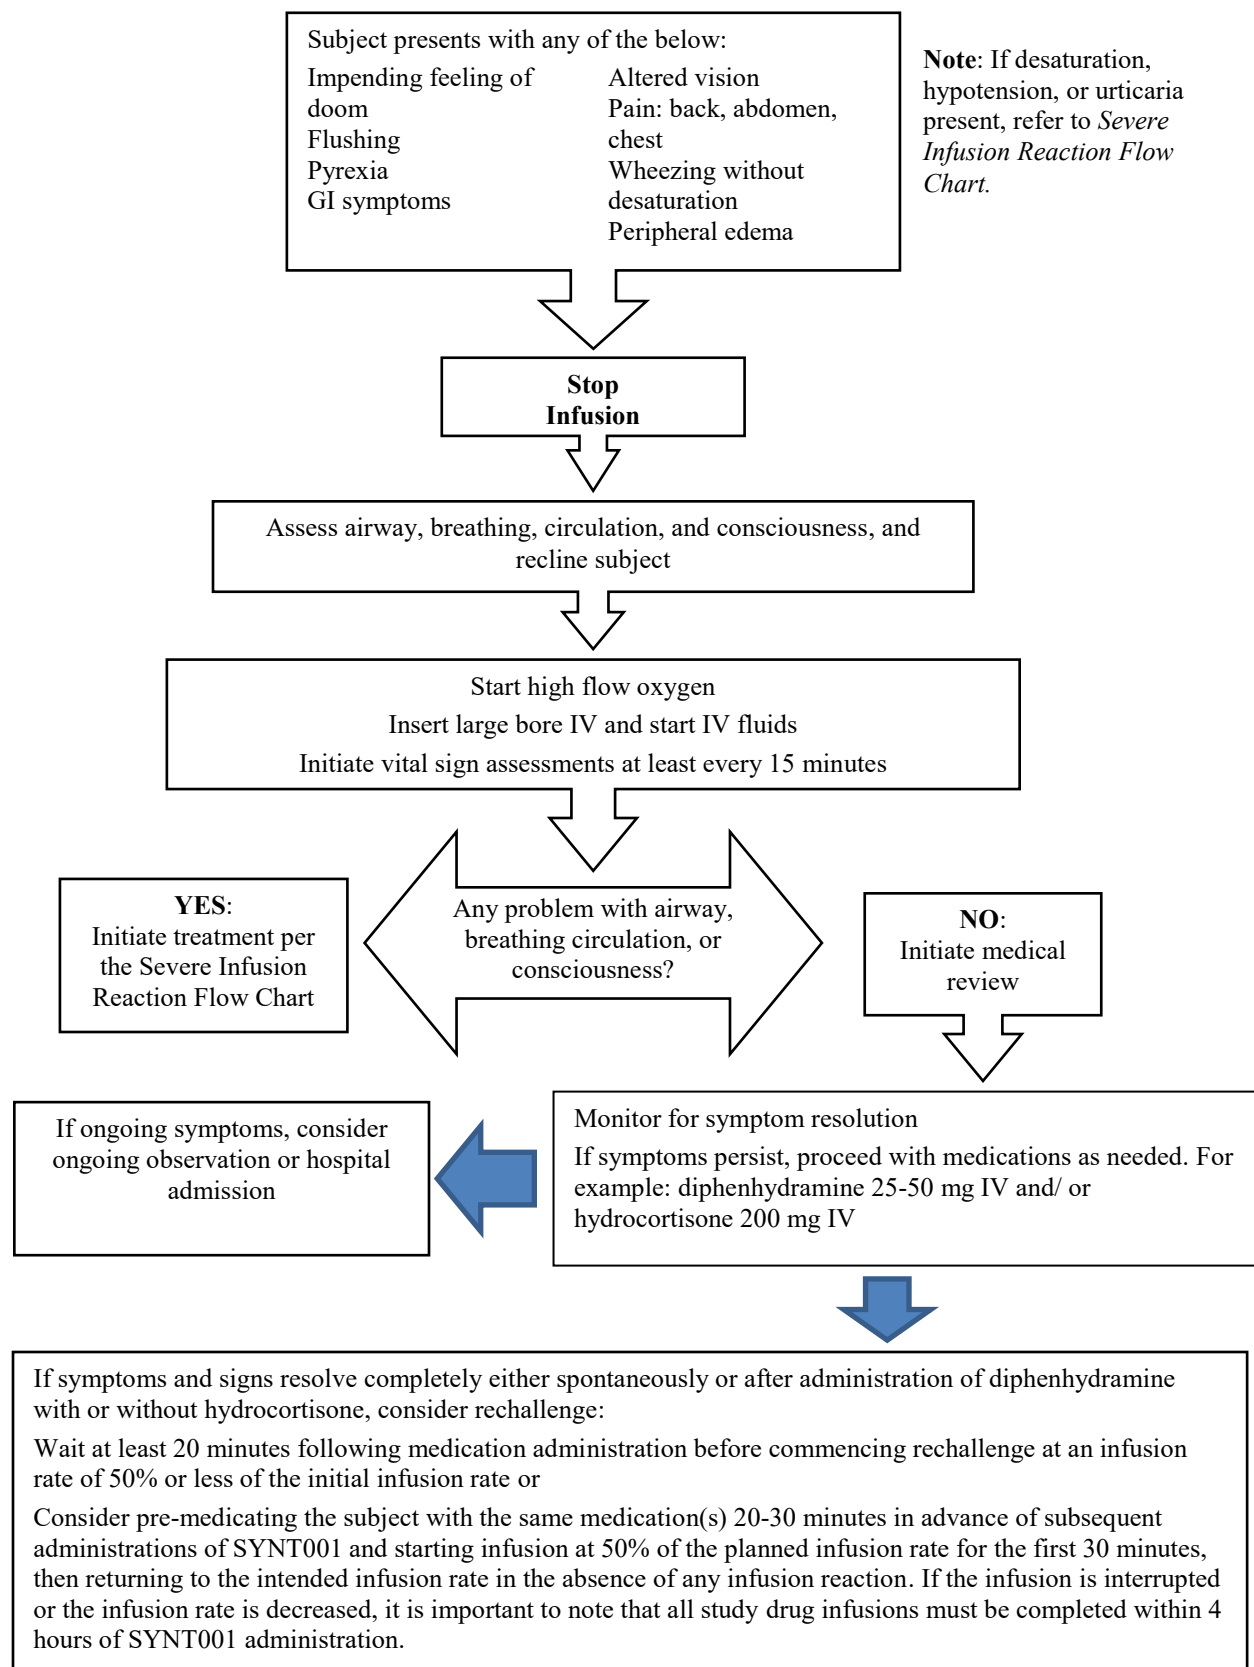 Subject presents with any of the below:
Impending feeling of
doom
Flushing
Pyrexia
GI symptoms
Altered vision
Pain: back, abdomen,
chest
Wheezing without
desaturation
Peripheral edema
Note: If desaturation,
hypotension, or urticaria
present, refer to Severe
Infusion Reaction Flow
Chart.
Stop
Infusion
Assess airway, breathing, circulation, and consciousness, and
recline subject
Start high flow oxygen
Insert large bore IV and start IV fluids
Initiate vital sign assessments at least every 15 minutes
YES:
Initiate treatment per
the Severe Infusion
Reaction Flow Chart
Any problem with airway,
breathing circulation, or
consciousness?
NO:
Initiate medical
review
If ongoing symptoms, consider
ongoing observation or hospital
admission
Monitor for symptom resolution
If symptoms persist, proceed with medications as needed. For
example: diphenhydramine 25-50 mg IV and/ or
hydrocortisone 200 mg IV
If symptoms and signs resolve completely either spontaneously or after administration of diphenhydramine
with or without hydrocortisone, consider rechallenge:
Wait at least 20 minutes following medication administration before commencing rechallenge at an infusion
rate of 50% or less of the initial infusion rate or
Consider pre-medicating the subject with the same medication(s) 20-30 minutes in advance of subsequent
administrations of SYNT001 and starting infusion at 50% of the planned infusion rate for the first 30 minutes,
then returning to the intended infusion rate in the absence of any infusion reaction. If the infusion is interrupted
or the infusion rate is decreased, it is important to note that all study drug infusions must be completed within 4
hours of SYNT001 administration.